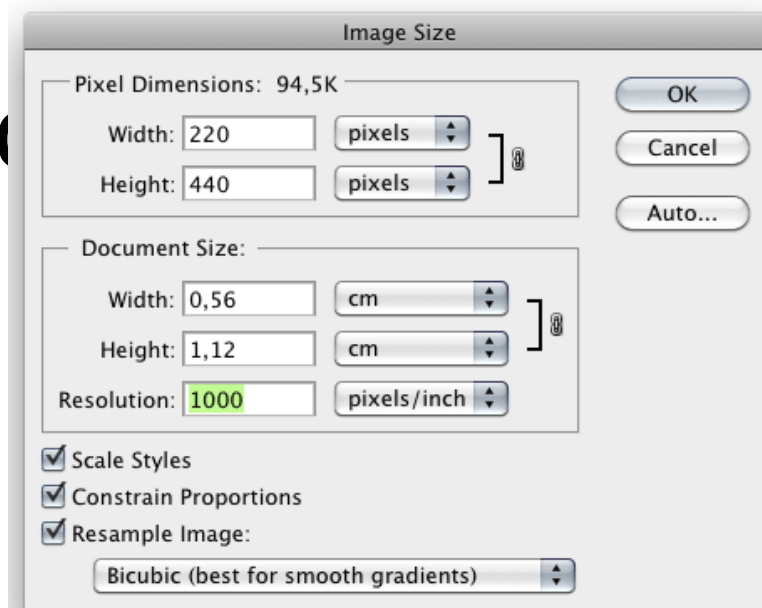 Image Size
Pixel Dimensions: 94,5K
Width: 220 pixels
Height: 440 pixels
OK
Cancel
Auto...
Document Size:
Width: 0,56 cm
Height: 1,12 cm
Resolution: 1000 pixels/inch
Scale Styles
Constrain Proportions
Resample Image:
Bicubic (best for smooth gradients)